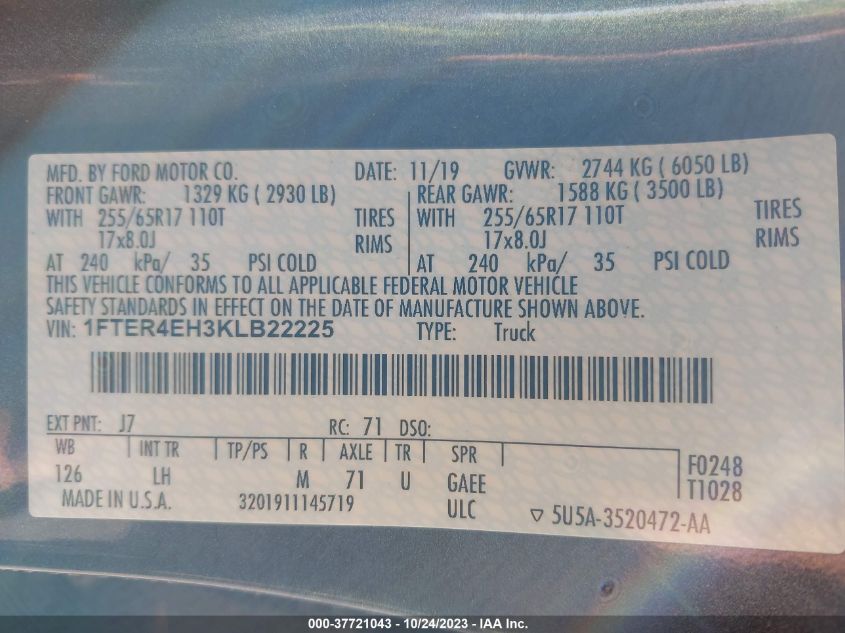 MFD. BY FORD MOTOR CO. DATE: 11/19 GVWR: 2744 KG ( 6050 LB)
FRONT GAWR: 1329 KG ( 2930 LB) REAR GAWR: 1588 KG ( 3500 LB)
WITH 255/65R17 110T TIRES WITH 255/65R17 110T TIRES
17x8.0J RIMS 17x8.0J RIMS
AT 240 kPa/ 35 PSI COLD AT 240 kPa/ 35 PSI COLD
THIS VEHICLE CONFORMS TO ALL APPLICABLE FEDERAL MOTOR VEHICLE
SAFETY STANDARDS IN EFFECT ON THE DATE OF MANUFACTURE SHOWN ABOVE.
VIN: 1FTER4EH3KLB22225 TYPE: Truck
EXT PNT: J7 RC: 71 DSO:
WB INT TR TP/PS R AXLE TR SPR
126 LH M 71 U GAEE F0248
MADE IN U.S.A. 3201911145719 ULC T1028
▽ 5U5A-3520472-AA
000-37721043 - 10/24/2023 - IAA Inc.